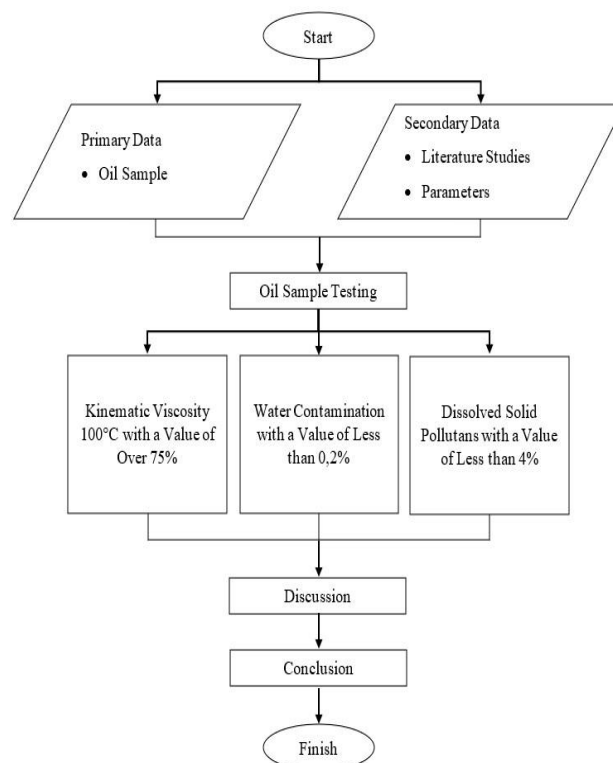 Start
Primary Data
• Oil Sample
Secondary Data
• Literature Studies
• Parameters
Oil Sample Testing
Kinematic Viscosity
100°C with a Value of
Over 75%
Water Contamination
with a Value of Less
than 0,2%
Dissolved Solid
Pollutans with a Value
of Less than 4%
Discussion
Conclusion
Finish